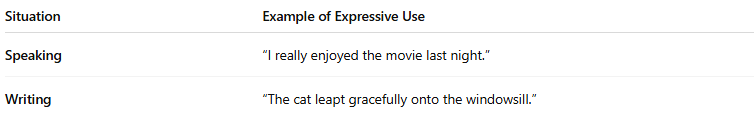 Situation Example of Expressive Use
Speaking “I really enjoyed the movie last night.”
Writing “The cat leapt gracefully onto the windowsill.”